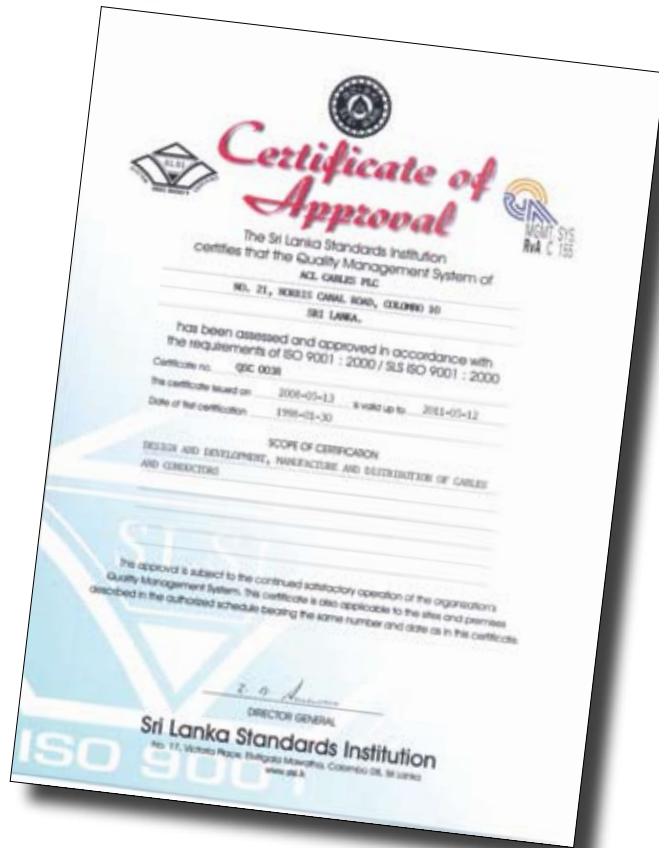 SLSI
ISO 9001
Certificate of
Approval
MGMT SYS
RvA C 155
The Sri Lanka Standards Institution
certifies that the Quality Management System of
ACL CABLES PLC
NO. 21, NORRIS CANAL ROAD, COLOMBO 10
SRI LANKA.
has been assessed and approved in accordance with
the requirements of ISO 9001 : 2000 / SLS ISO 9001 : 2000
Certificate no. QSC 0038
This certificate issued on 2008-05-13 is valid up to 2011-05-12
Date of first certification 1998-01-30
SCOPE OF CERTIFICATION
DESIGN AND DEVELOPMENT, MANUFACTURE AND DISTRIBUTION OF CABLES
AND CONDUCTORS
SLSI
This approval is subject to the continued satisfactory operation of the organization's
Quality Management System. This certificate is also applicable to the sites and premises
described in the authorized schedule bearing the same number and date as in this certificate.
DIRECTOR GENERAL
Sri Lanka Standards Institution
No. 17, Victoria Place, Elvitigala Mawatha, Colombo 08, Sri Lanka
www.slsi.lk
ISO 9001